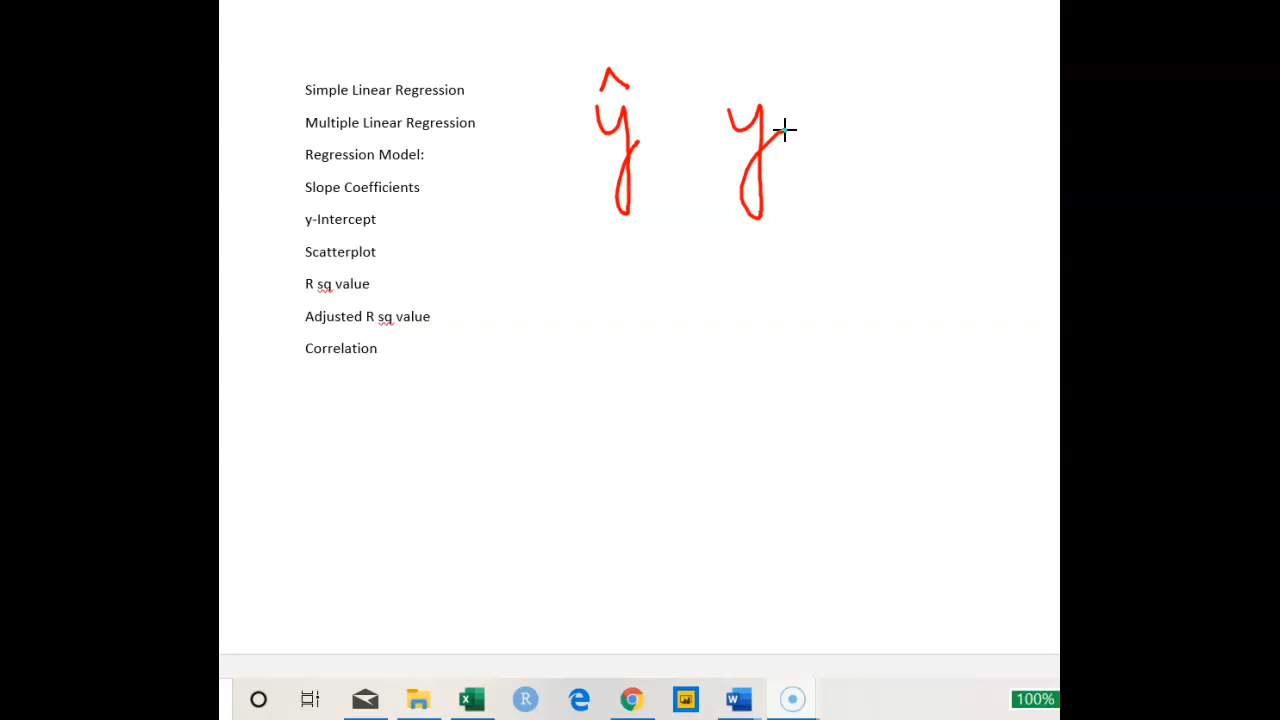 Simple Linear Regression
Multiple Linear Regression
Regression Model:
Slope Coefficients
y-Intercept
Scatterplot
R sq value
Adjusted R sq value
Correlation
ŷ y
R
100%